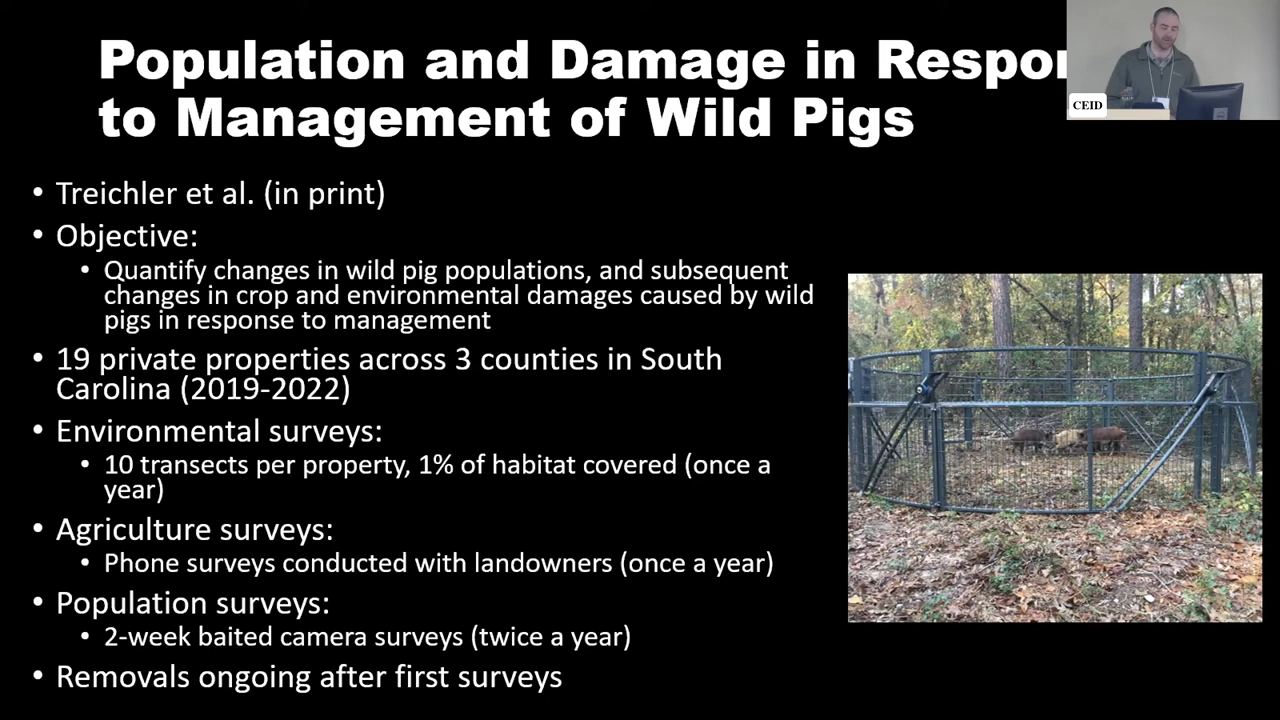 Population and Damage in Respon
to Management of Wild Pigs
CEID
• Treichler et al. (in print)
• Objective:
• Quantify changes in wild pig populations, and subsequent
changes in crop and environmental damages caused by wild
pigs in response to management
• 19 private properties across 3 counties in South
Carolina (2019-2022)
• Environmental surveys:
• 10 transects per property, 1% of habitat covered (once a
year)
• Agriculture surveys:
• Phone surveys conducted with landowners (once a year)
• Population surveys:
• 2-week baited camera surveys (twice a year)
• Removals ongoing after first surveys